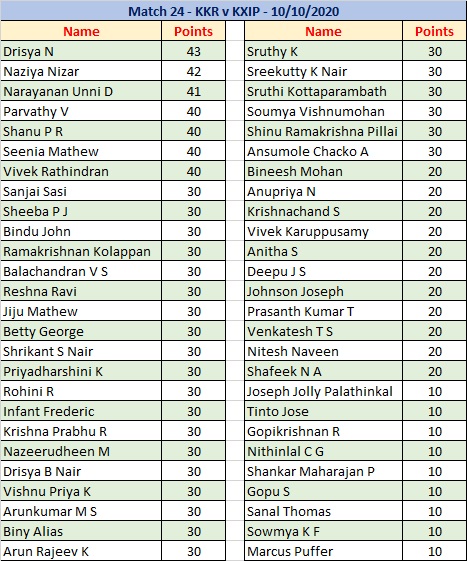 Match 24 - KKR v KXIP - 10/10/2020
Name Points Name Points
Drisya N 43 Sruthy K 30
Naziya Nizar 42 Sreekutty K Nair 30
Narayanan Unni D 41 Sruthi Kottaparambath 30
Parvathy V 40 Soumya Vishnumohan 30
Shanu P R 40 Shinu Ramakrishna Pillai 30
Seenia Mathew 40 Ansumole Chacko A 30
Vivek Rathindran 40 Bineesh Mohan 20
Sanjai Sasi 30 Anupriya N 20
Sheeba P J 30 Krishnachand S 20
Bindu John 30 Vivek Karuppusamy 20
Ramakrishnan Kolappan 30 Anitha S 20
Balachandran V S 30 Deepu J S 20
Reshna Ravi 30 Johnson Joseph 20
Jiju Mathew 30 Prasanth Kumar T 20
Betty George 30 Venkatesh T S 20
Shrikant S Nair 30 Nitesh Naveen 20
Priyadharshini K 30 Shafeek N A 20
Rohini R 30 Joseph Jolly Palathinkal 10
Infant Frederic 30 Tinto Jose 10
Krishna Prabhu R 30 Gopikrishnan R 10
Nazeerudheen M 30 Nithinlal C G 10
Drisya B Nair 30 Shankar Maharajan P 10
Vishnu Priya K 30 Gopu S 10
Arunkumar M S 30 Sanal Thomas 10
Biny Alias 30 Sowmya K F 10
Arun Rajeev K 30 Marcus Puffer 10